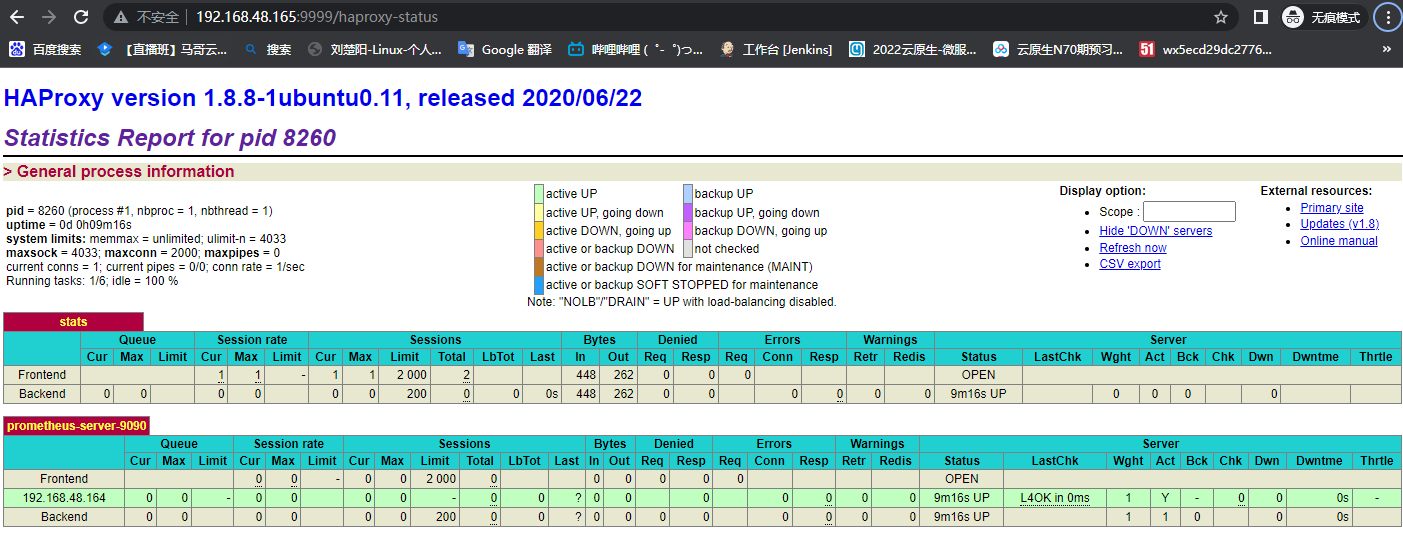 不安全 192.168.48.165:9999/haproxy-status 无痕模式
百度搜索 【直播班】马哥云... 搜索 刘楚阳-Linux-个人... Google 翻译 哔哩哔哩 (゜-゜)つ... 工作台 [Jenkins] 2022云原生-微服... 云原生N70期预习... 51 wx5ecd29dc2776... »
HAProxy version 1.8.8-1ubuntu0.11, released 2020/06/22
Statistics Report for pid 8260
> General process information
pid = 8260 (process #1, nbproc = 1, nbthread = 1)
uptime = 0d 0h09m16s
system limits: memmax = unlimited; ulimit-n = 4033
maxsock = 4033; maxconn = 2000; maxpipes = 0
current conns = 1; current pipes = 0/0; conn rate = 1/sec
Running tasks: 1/6; idle = 100 %
active UP backup UP
active UP, going down backup UP, going down
active DOWN, going up backup DOWN, going up
active or backup DOWN not checked
active or backup DOWN for maintenance (MAINT)
active or backup SOFT STOPPED for maintenance
Note: "NOLB"/"DRAIN" = UP with load-balancing disabled.
Display option:
Scope :
Hide 'DOWN' servers
Refresh now
CSV export
External resources:
Primary site
Updates (v1.8)
Online manual
stats
Queue Session rate Sessions Bytes Denied Errors Warnings Server
Cur Max Limit Cur Max Limit Cur Max Limit Total LbTot Last In Out Req Resp Req Conn Resp Retr Redis Status LastChk Wght Act Bck Chk Dwn Dwntme Thrtle
Frontend 1 1 - 1 1 2 000 2 448 262 0 0 0 OPEN
Backend 0 0 0 0 0 0 200 0 0 0s 448 262 0 0 0 0 0 0 9m16s UP 0 0 0 0
prometheus-server-9090
Queue Session rate Sessions Bytes Denied Errors Warnings Server
Cur Max Limit Cur Max Limit Cur Max Limit Total LbTot Last In Out Req Resp Req Conn Resp Retr Redis Status LastChk Wght Act Bck Chk Dwn Dwntme Thrtle
Frontend 0 0 - 0 0 2 000 0 0 0 0 0 0 OPEN
192.168.48.164 0 0 - 0 0 0 0 - 0 0 ? 0 0 0 0 0 0 0 9m16s UP L4OK in 0ms 1 Y - 0 0 0s -
Backend 0 0 0 0 0 0 200 0 0 ? 0 0 0 0 0 0 0 0 9m16s UP 1 1 0 0 0s